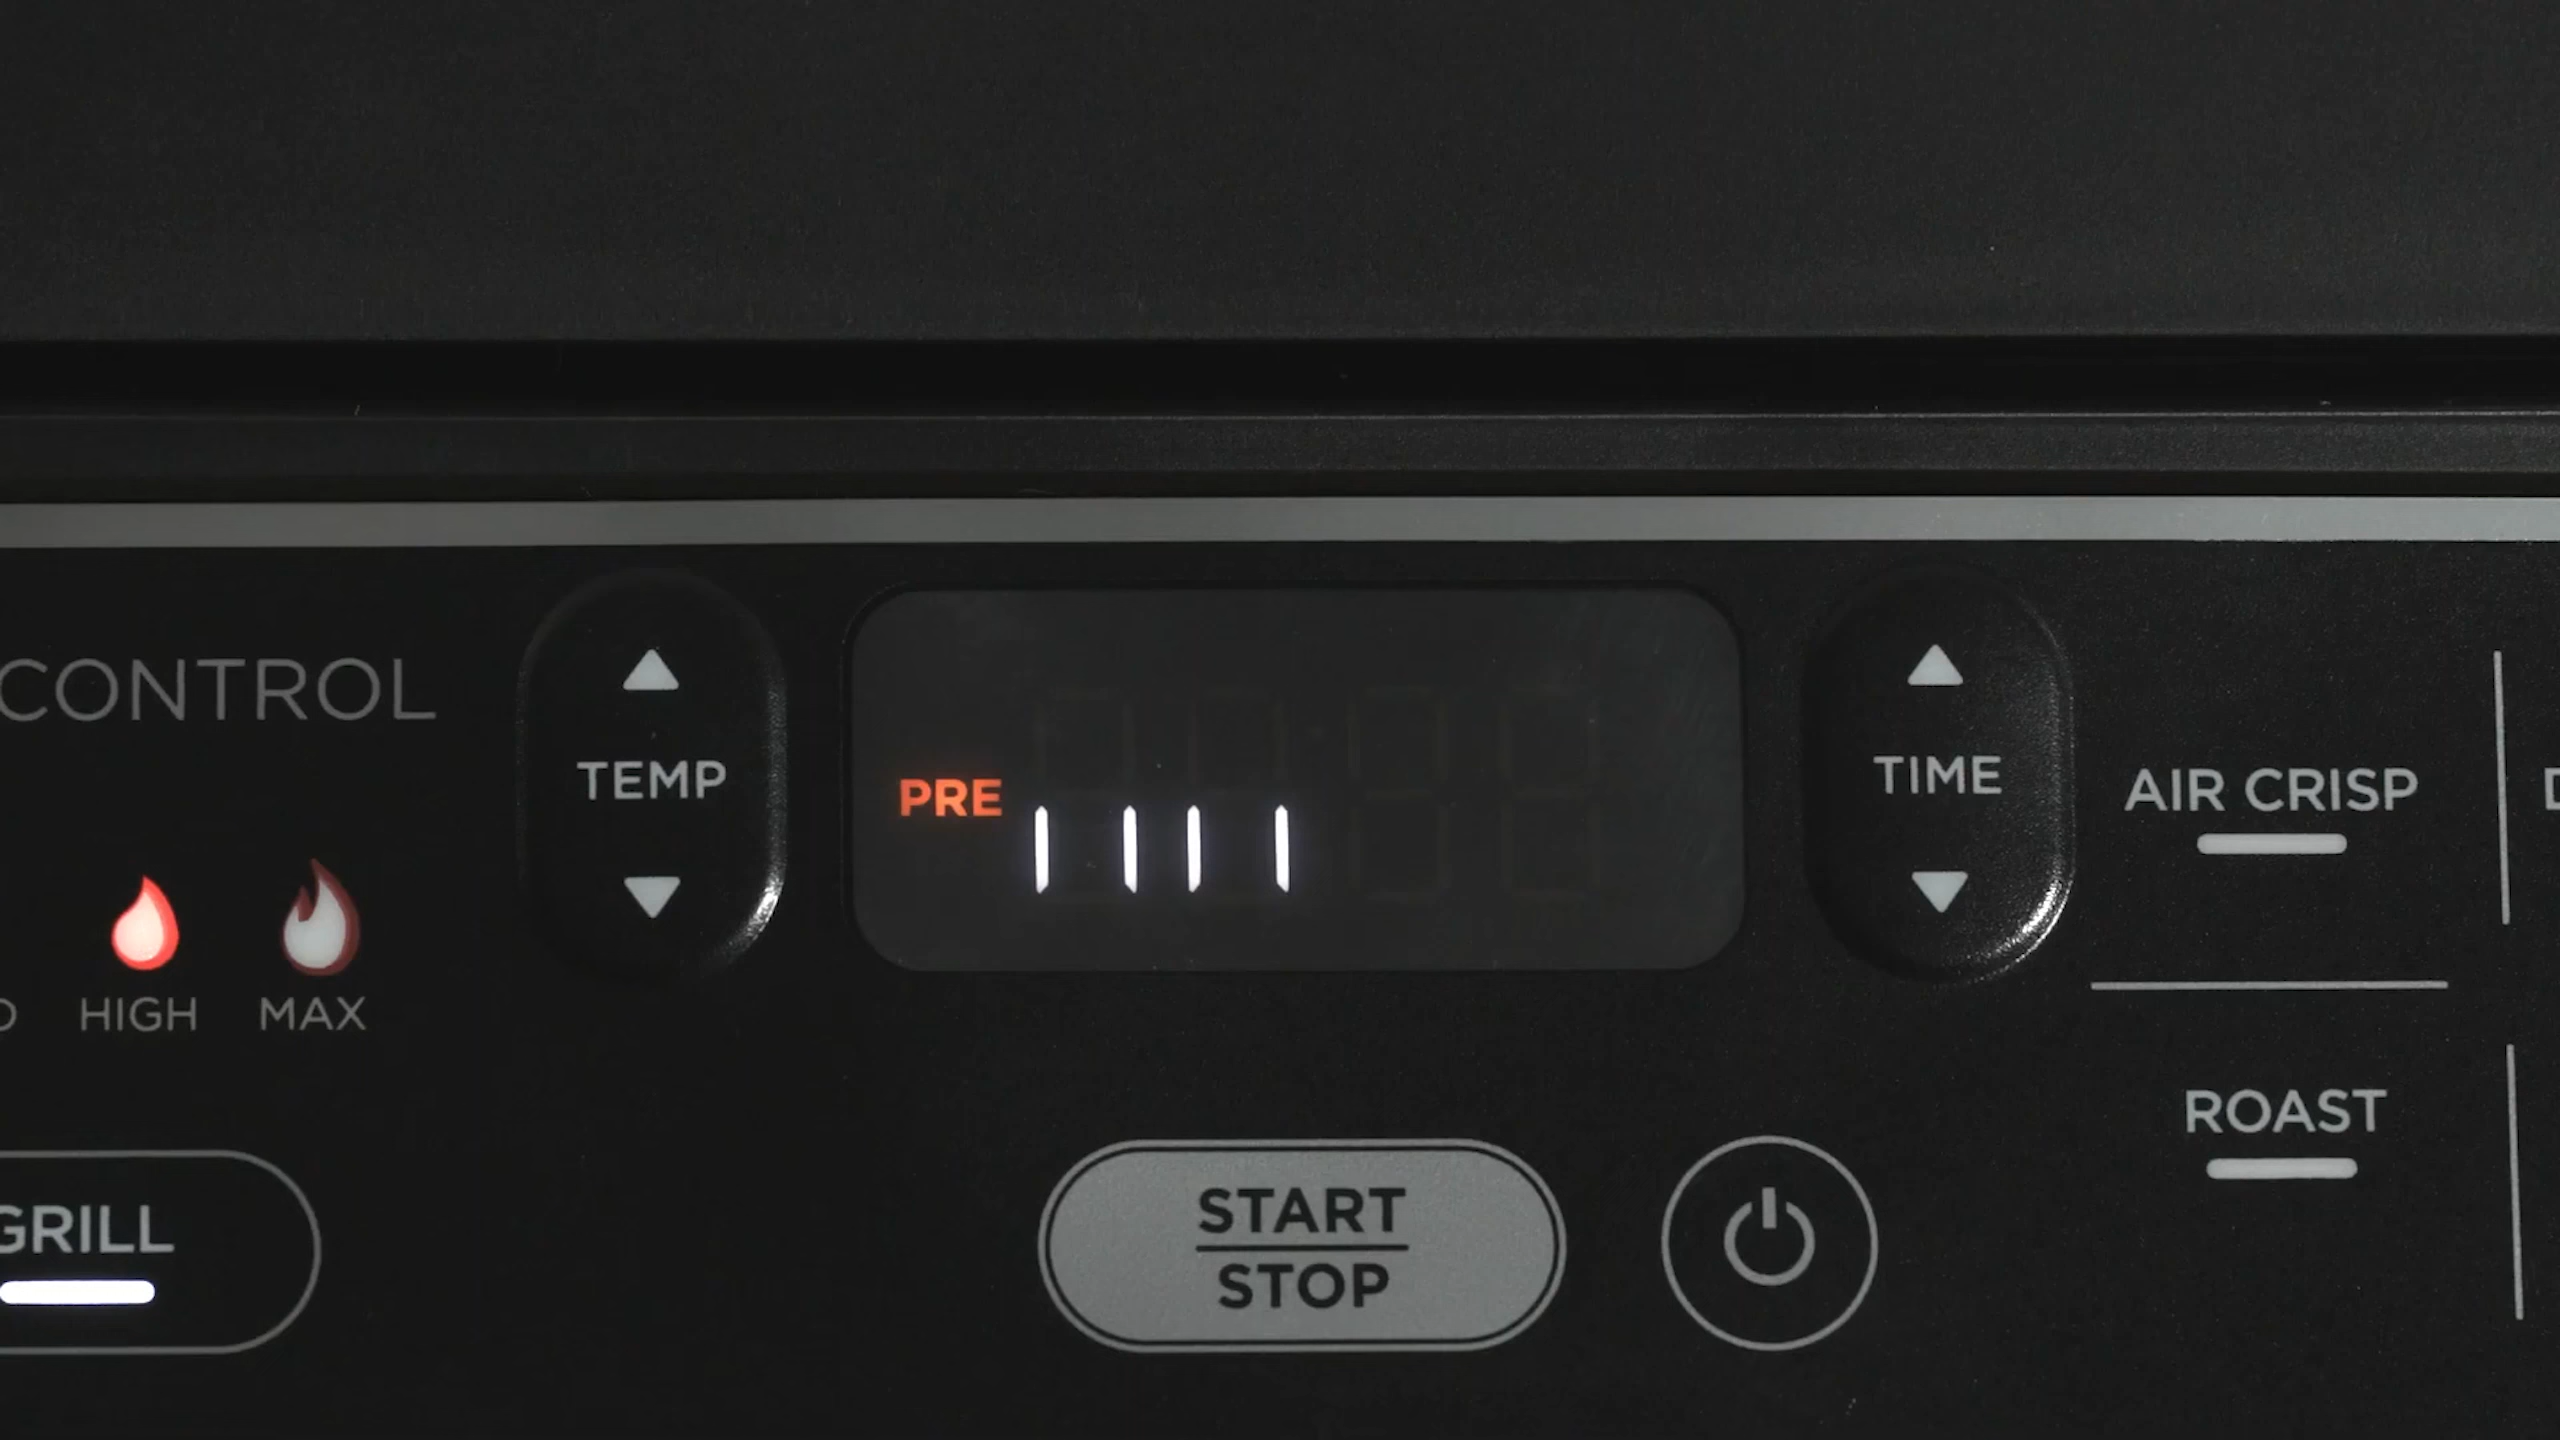 CONTROL
TEMP
PRE
TIME
AIR CRISP
HIGH
MAX
ROAST
GRILL
START
STOP